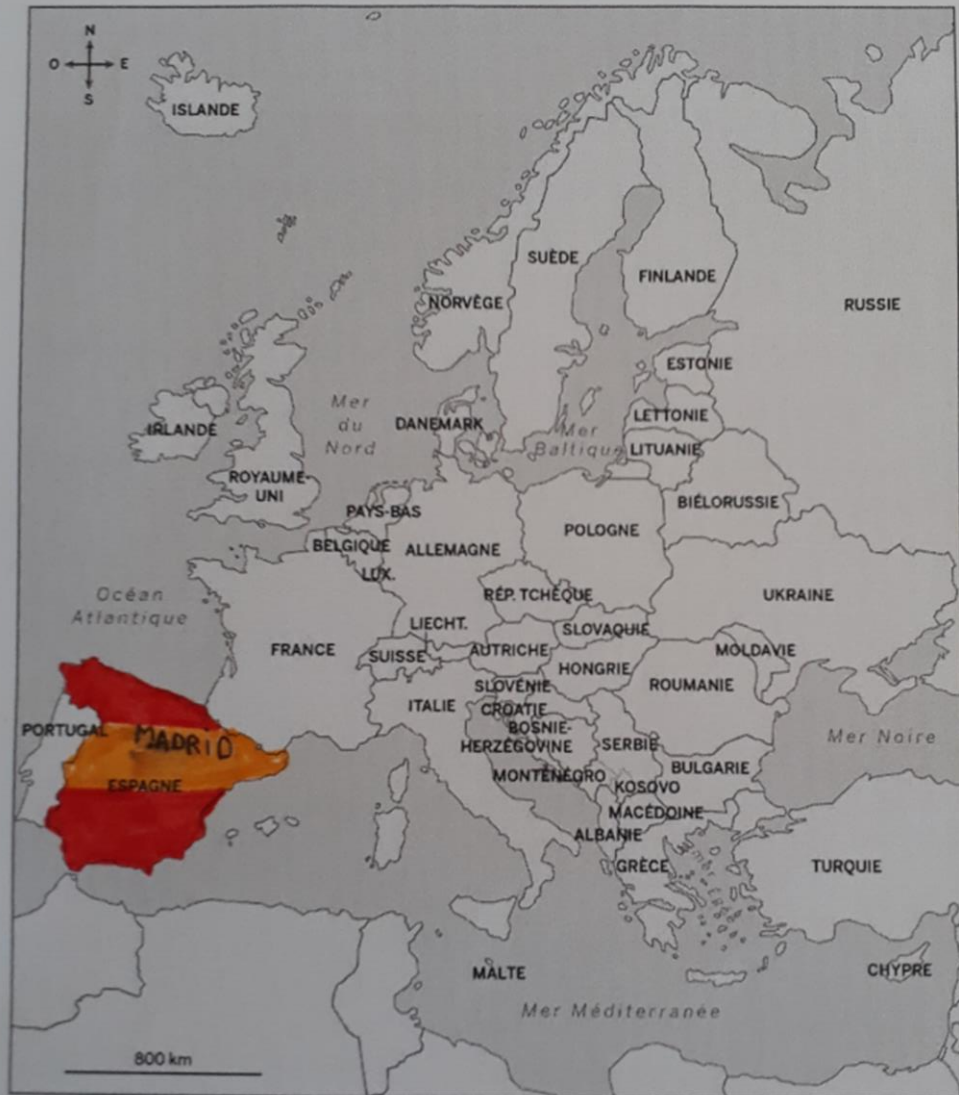 N
O E
S
ISLANDE
SUÈDE
FINLANDE
NORVÈGE
RUSSIE
ESTONIE
Mer
du
Nord
DANEMARK
LETTONIE
IRLANDE
Mer
Baltique
LITUANIE
ROYAUME-
UNI
BIÉLORUSSIE
PAYS-BAS
POLOGNE
BELGIQUE
ALLEMAGNE
LUX.
Océan
Atlantique
RÉP. TCHÈQUE
UKRAINE
LIECHT.
SLOVAQUIE
FRANCE
SUISSE
AUTRICHE
MOLDAVIE
HONGRIE
SLOVÉNIE
ROUMANIE
ITALIE
CROATIE
PORTUGAL
MADRID
BOSNIE-
HERZÉGOVINE
SERBIE
Mer Noire
BULGARIE
MONTÉNÉGRO
ESPAGNE
KOSOVO
MACÉDOINE
ALBANIE
GRÈCE
TURQUIE
MALTE
CHYPRE
Mer Méditerranée
800 km